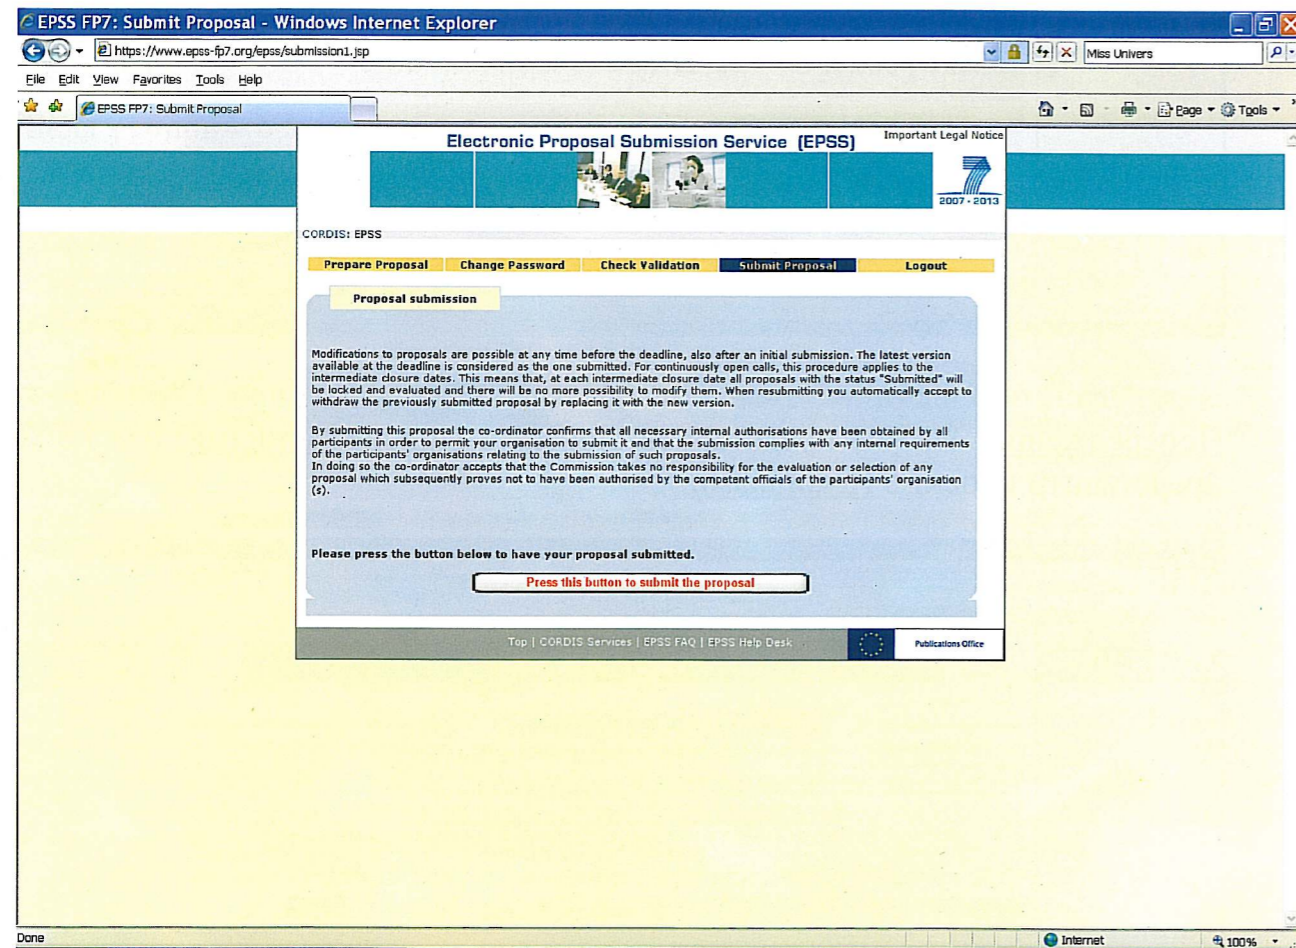 EPSS FP7: Submit Proposal - Windows Internet Explorer
https://www.epss-fp7.org/epss/submission1.jsp
Miss Univers
File Edit View Favorites Tools Help
EPSS FP7: Submit Proposal
Page Tools
Electronic Proposal Submission Service (EPSS)
Important Legal Notice
2007 - 2013
CORDIS: EPSS
Prepare Proposal Change Password Check Validation Submit Proposal Logout
Proposal submission
Modifications to proposals are possible at any time before the deadline, also after an initial submission. The latest version
available at the deadline is considered as the one submitted. For continuously open calls, this procedure applies to the
intermediate closure dates. This means that, at each intermediate closure date all proposals with the status "Submitted" will
be locked and evaluated and there will be no more possibility to modify them. When resubmitting you automatically accept to
withdraw the previously submitted proposal by replacing it with the new version.
By submitting this proposal the co-ordinator confirms that all necessary internal authorisations have been obtained by all
participants in order to permit your organisation to submit it and that the submission complies with any internal requirements
of the participants' organisations relating to the submission of such proposals.
In doing so the co-ordinator accepts that the Commission takes no responsibility for the evaluation or selection of any
proposal which subsequently proves not to have been authorised by the competent officials of the participants' organisation
(s).
Please press the button below to have your proposal submitted.
Press this button to submit the proposal
Top | CORDIS Services | EPSS FAQ | EPSS Help Desk
Publications Office
Done
Internet
100%